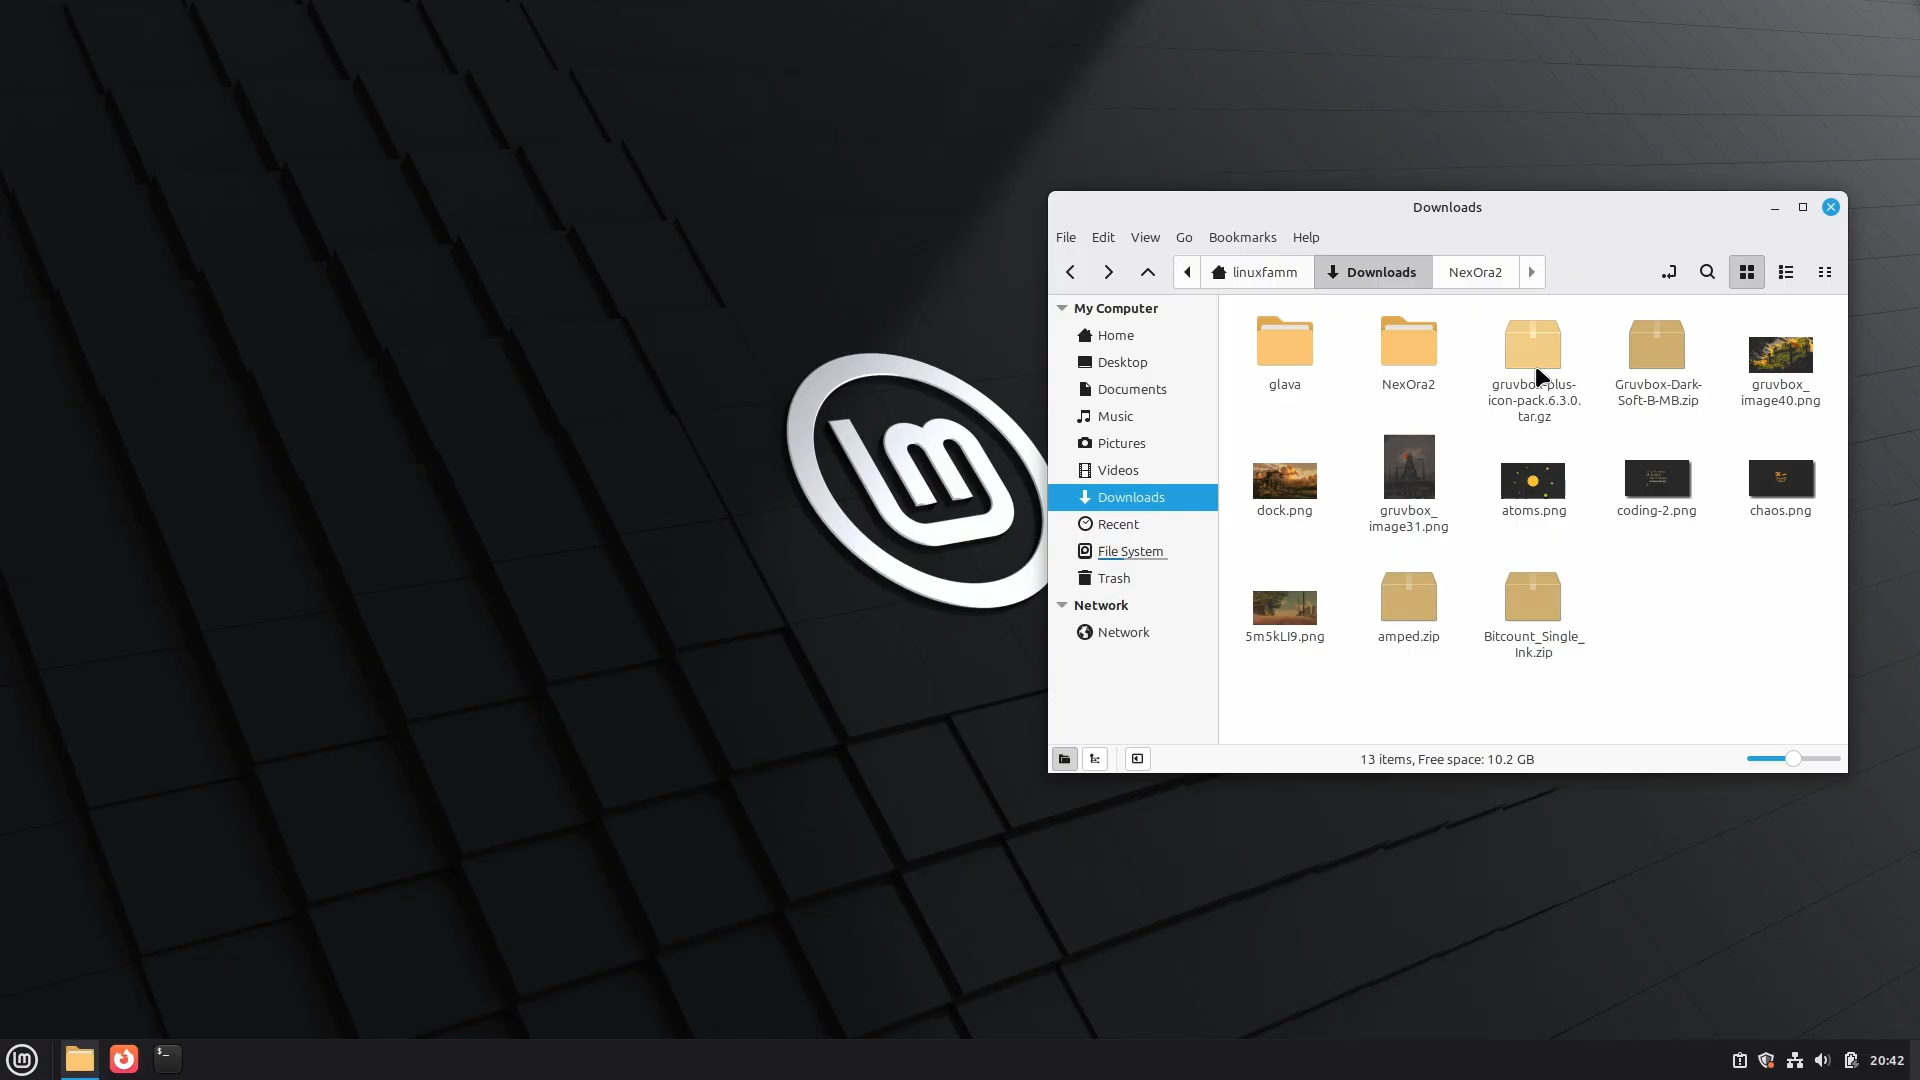 Downloads
File Edit View Go Bookmarks Help
linuxfamm Downloads NexOra2
My Computer
Home
Desktop
Documents
Music
Pictures
Videos
Downloads
Recent
File System
Trash
Network
Network
glava
NexOra2
gruvbox-plus-
icon-pack.6.3.0.
tar.gz
Gruvbox-Dark-
Soft-B-MB.zip
gruvbox_
image40.png
dock.png
gruvbox_
image31.png
atoms.png
coding-2.png
chaos.png
5m5kLI9.png
amped.zip
Bitcount_Single_
Ink.zip
13 items, Free space: 10.2 GB
20:42